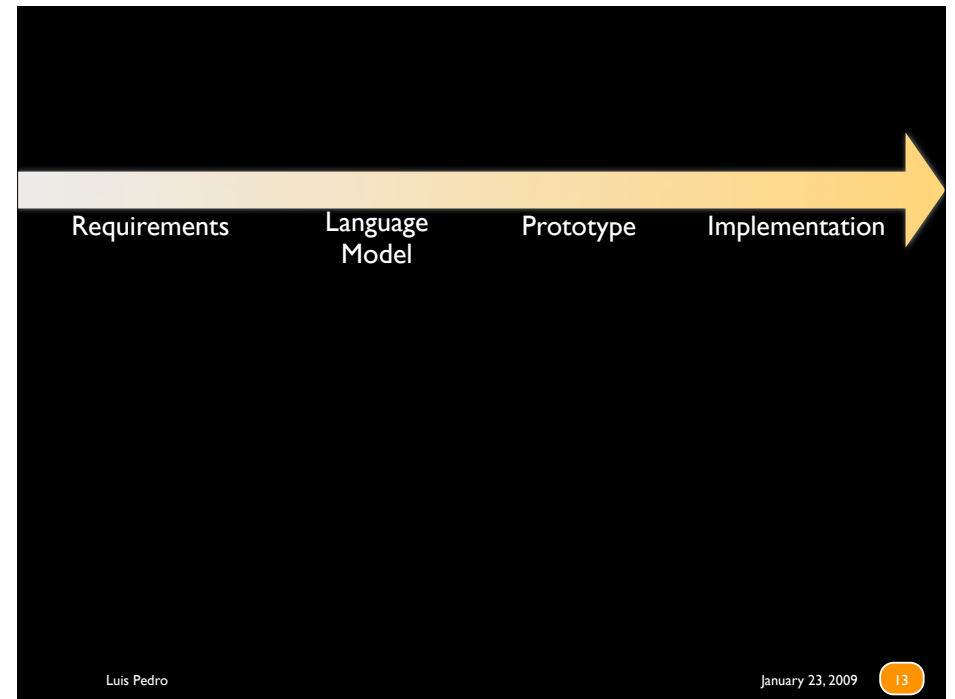 Requirements
Language
Model
Prototype
Implementation
Luis Pedro
January 23, 2009
13